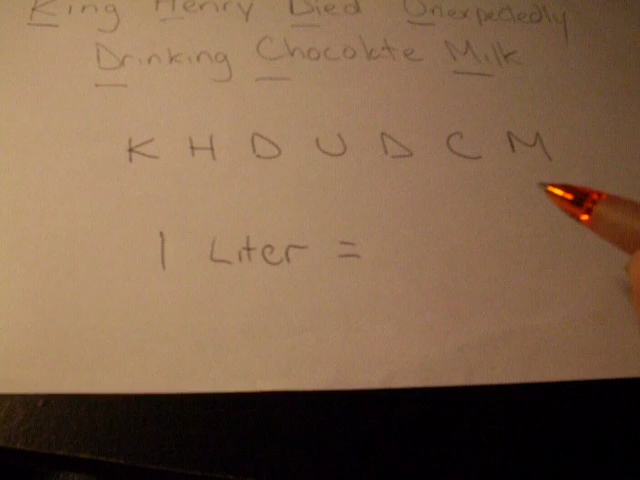 King Henry Died Unexpectedly
Drinking Chocolate Milk
K H D U D C M
1 Liter =